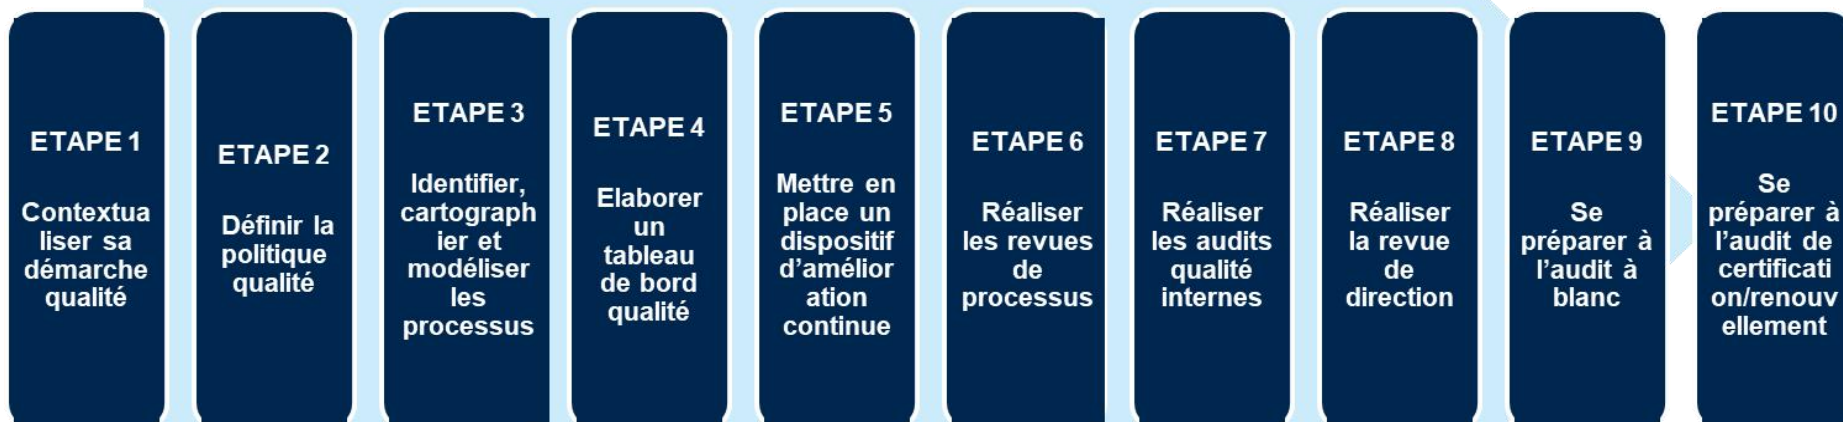 ETAPE 1
Contextua
liser sa
démarche
qualité
ETAPE 2
Définir la
politique
qualité
ETAPE 3
Identifier,
cartograph
ier et
modéliser
les
processus
ETAPE 4
Elaborer
un
tableau
de bord
qualité
ETAPE 5
Mettre en
place un
dispositif
d’amélior
ation
continue
ETAPE 6
Réaliser
les revues
de
processus
ETAPE 7
Réaliser
les audits
qualité
internes
ETAPE 8
Réaliser
la revue
de
direction
ETAPE 9
Se
préparer à
l’audit à
blanc
ETAPE 10
Se
préparer à
l’audit de
certificati
on/renouv
ellement